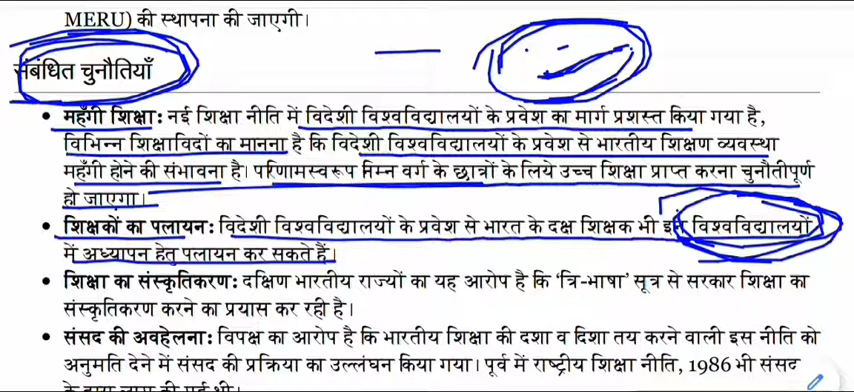 MERU) की स्थापना की जाएगी।
संबंधित चुनौतियाँ
• महँगी शिक्षा: नई शिक्षा नीति में विदेशी विश्वविद्यालयों के प्रवेश का मार्ग प्रशस्त किया गया है,
विभिन्न शिक्षाविदों का मानना है कि विदेशी विश्वविद्यालयों के प्रवेश से भारतीय शिक्षण व्यवस्था
महँगी होने की संभावना है। परिणामस्वरूप निम्न वर्ग के छात्रों के लिये उच्च शिक्षा प्राप्त करना चुनौतीपूर्ण
हो जाएगा।
• शिक्षकों का पलायन: विदेशी विश्वविद्यालयों के प्रवेश से भारत के दक्ष शिक्षक भी इन विश्वविद्यालयों
में अध्यापन हेतु पलायन कर सकते हैं।
• शिक्षा का संस्कृतिकरण: दक्षिण भारतीय राज्यों का यह आरोप है कि ‘त्रि-भाषा’ सूत्र से सरकार शिक्षा का
संस्कृतिकरण करने का प्रयास कर रही है।
• संसद की अवहेलना: विपक्ष का आरोप है कि भारतीय शिक्षा की दशा व दिशा तय करने वाली इस नीति को
अनुमति देने में संसद की प्रक्रिया का उल्लंघन किया गया। पूर्व में राष्ट्रीय शिक्षा नीति, 1986 भी संसद